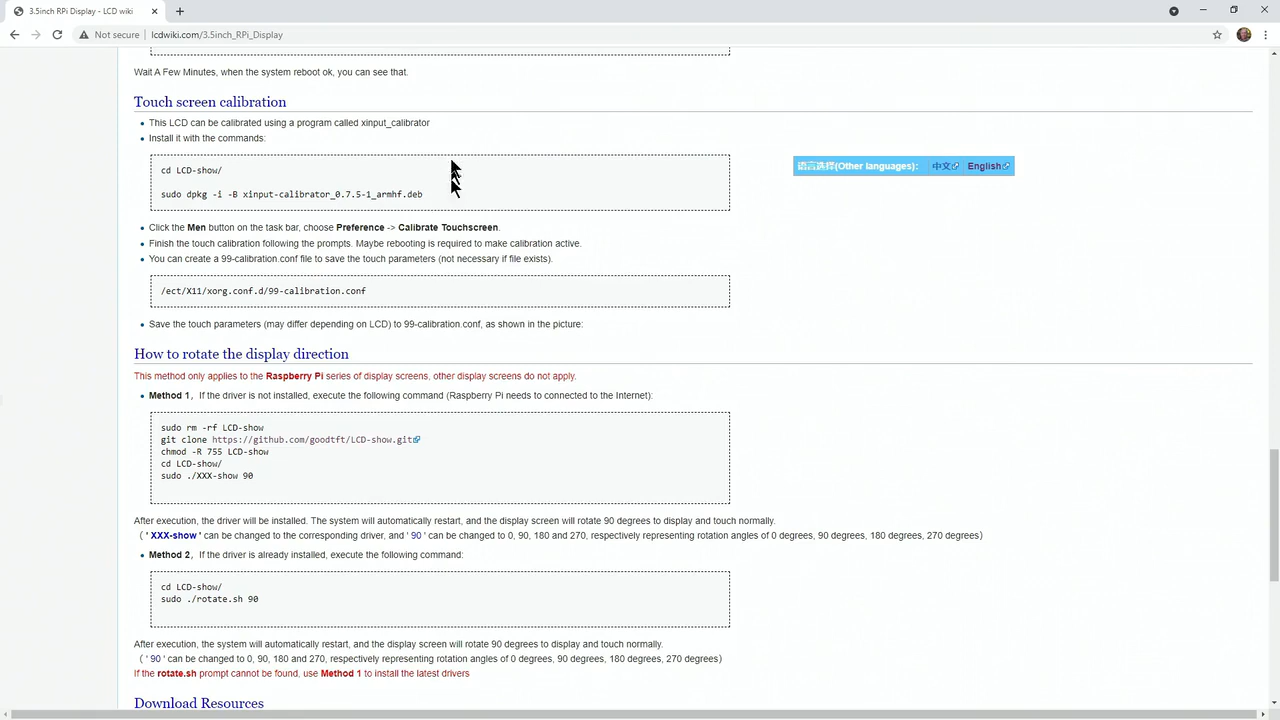 3.5inch RPi Display - LCD wiki
Not secure
lcdwiki.com/3.5inch_RPi_Display
Wait A Few Minutes, when the system reboot ok, you can see that.
Touch screen calibration
This LCD can be calibrated using a program called xinput_calibrator
Install it with the commands:
cd LCD-show/
sudo dpkg -i -B xinput-calibrator_0.7.5-1_armhf.deb
语言选择(Other languages): 中文 English
Click the Men button on the task bar, choose Preference -> Calibrate Touchscreen.
Finish the touch calibration following the prompts. Maybe rebooting is required to make calibration active.
You can create a 99-calibration.conf file to save the touch parameters (not necessary if file exists).
/ect/X11/xorg.conf.d/99-calibration.conf
Save the touch parameters (may differ depending on LCD) to 99-calibration.conf, as shown in the picture:
How to rotate the display direction
This method only applies to the Raspberry Pi series of display screens, other display screens do not apply.
Method 1，If the driver is not installed, execute the following command (Raspberry Pi needs to connected to the Internet):
sudo rm -rf LCD-show
git clone https://github.com/goodtft/LCD-show.git
chmod -R 755 LCD-show
cd LCD-show/
sudo ./XXX-show 90
After execution, the driver will be installed. The system will automatically restart, and the display screen will rotate 90 degrees to display and touch normally.
（ ' XXX-show ' can be changed to the corresponding driver, and ' 90 ' can be changed to 0, 90, 180 and 270, respectively representing rotation angles of 0 degrees, 90 degrees, 180 degrees, 270 degrees）
Method 2，If the driver is already installed, execute the following command:
cd LCD-show/
sudo ./rotate.sh 90
After execution, the system will automatically restart, and the display screen will rotate 90 degrees to display and touch normally.
（ ' 90 ' can be changed to 0, 90, 180 and 270, respectively representing rotation angles of 0 degrees, 90 degrees, 180 degrees, 270 degrees）
If the rotate.sh prompt cannot be found, use Method 1 to install the latest drivers
Download Resources